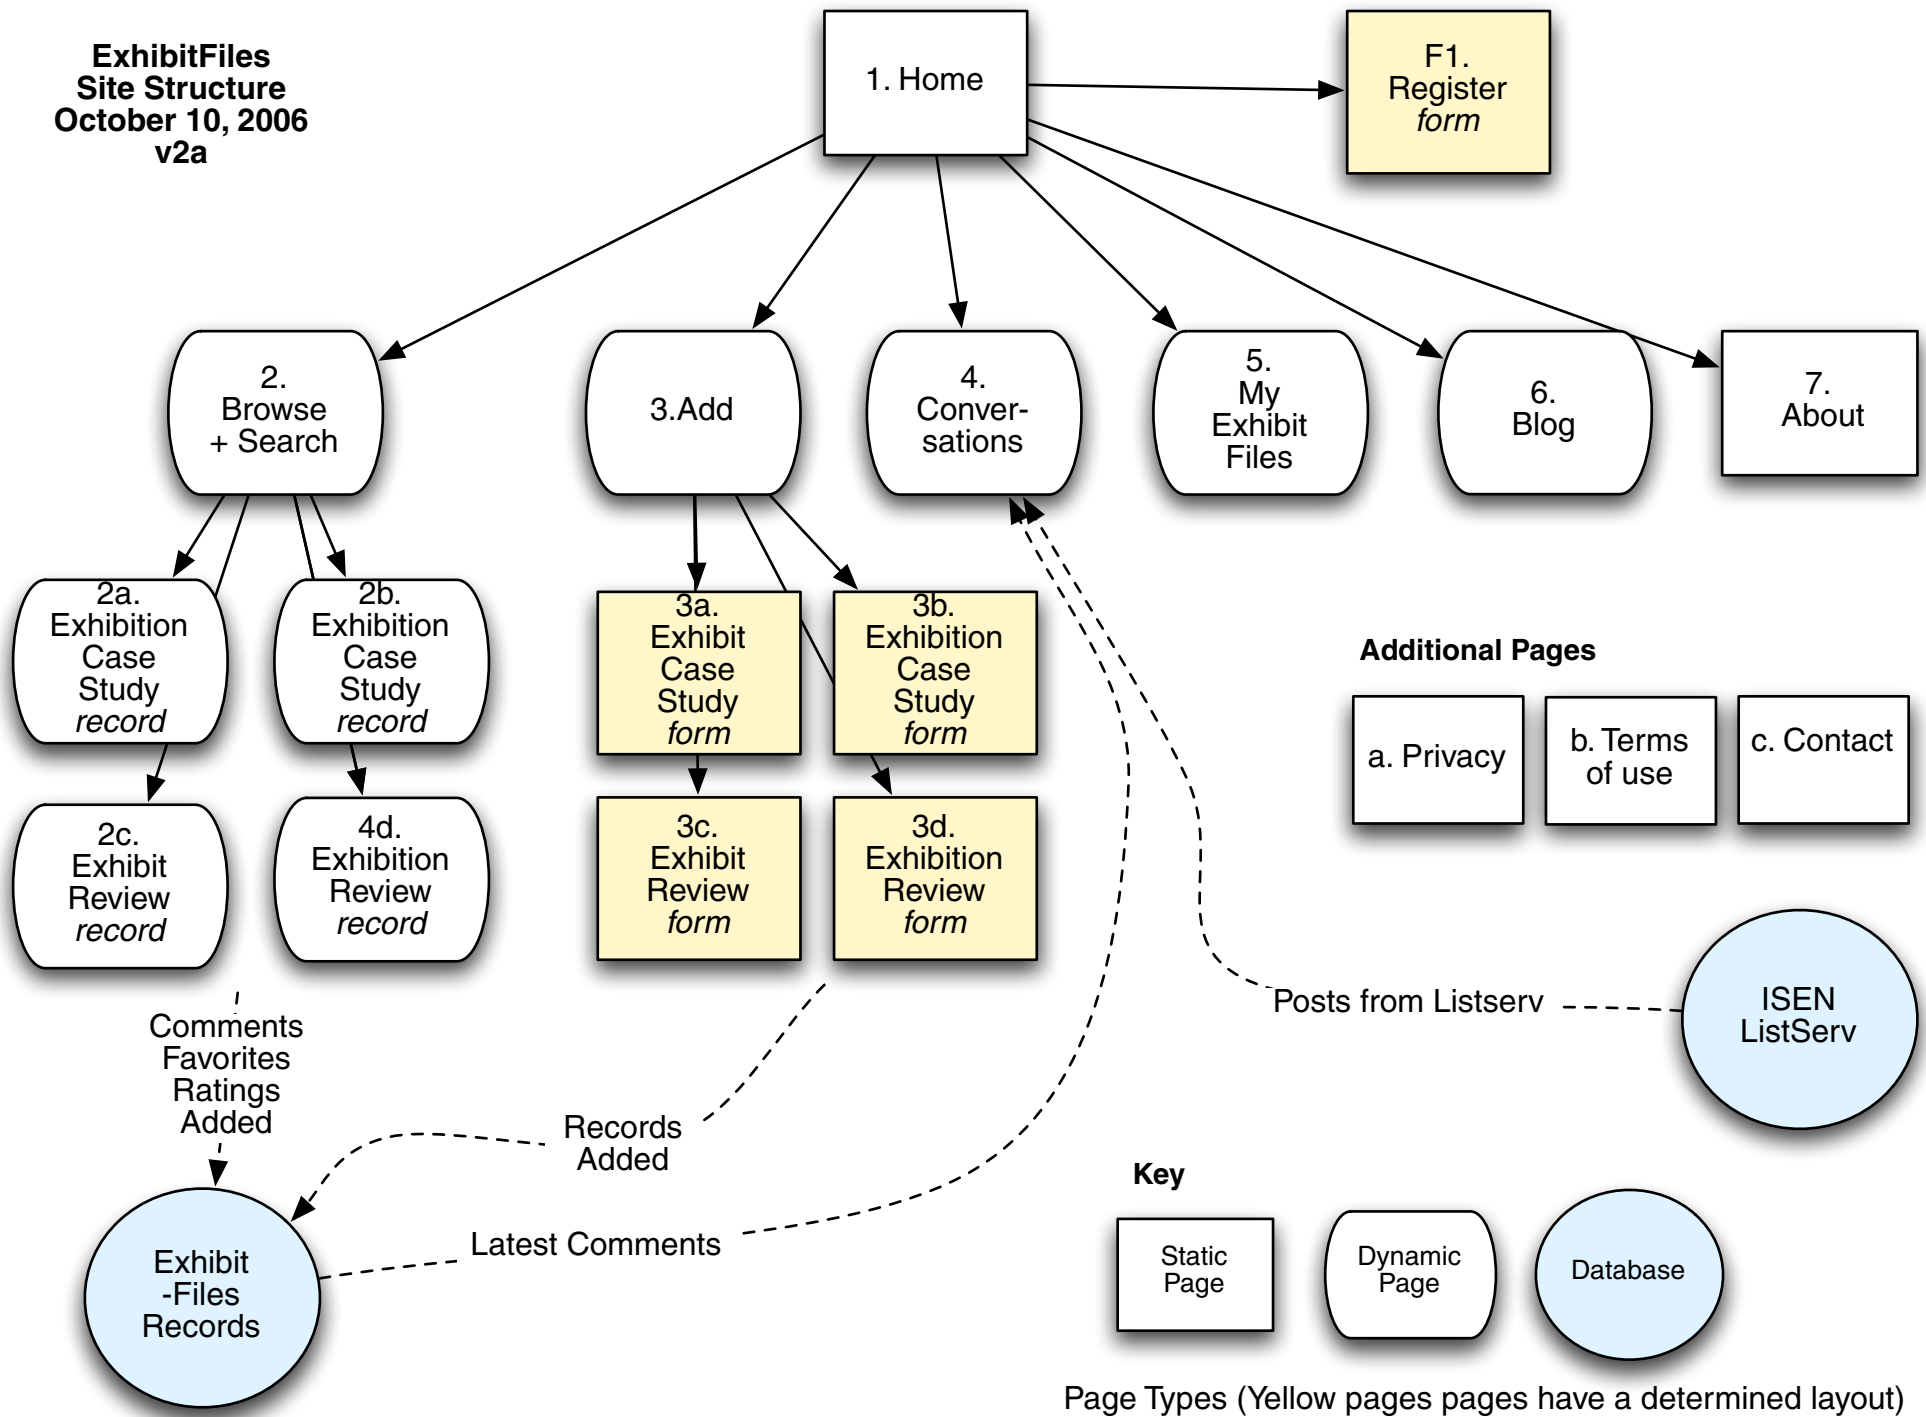 ExhibitFiles
Site Structure
October 10, 2006
v2a
1. Home
F1.
Register
form
2.
Browse
+ Search
3.Add
4.
Conver-
sations
5.
My
Exhibit
Files
6.
Blog
7.
About
2a.
Exhibition
Case
Study
record
2b.
Exhibition
Case
Study
record
3a.
Exhibit
Case
Study
form
3b.
Exhibition
Case
Study
form
Additional Pages
a. Privacy
b. Terms
of use
c. Contact
2c.
Exhibit
Review
record
4d.
Exhibition
Review
record
3c.
Exhibit
Review
form
3d.
Exhibition
Review
form
Posts from Listserv
ISEN
ListServ
Comments
Favorites
Ratings
Added
Records
Added
Latest Comments
Exhibit
-Files
Records
Key
Static
Page
Dynamic
Page
Database
Page Types (Yellow pages pages have a determined layout)